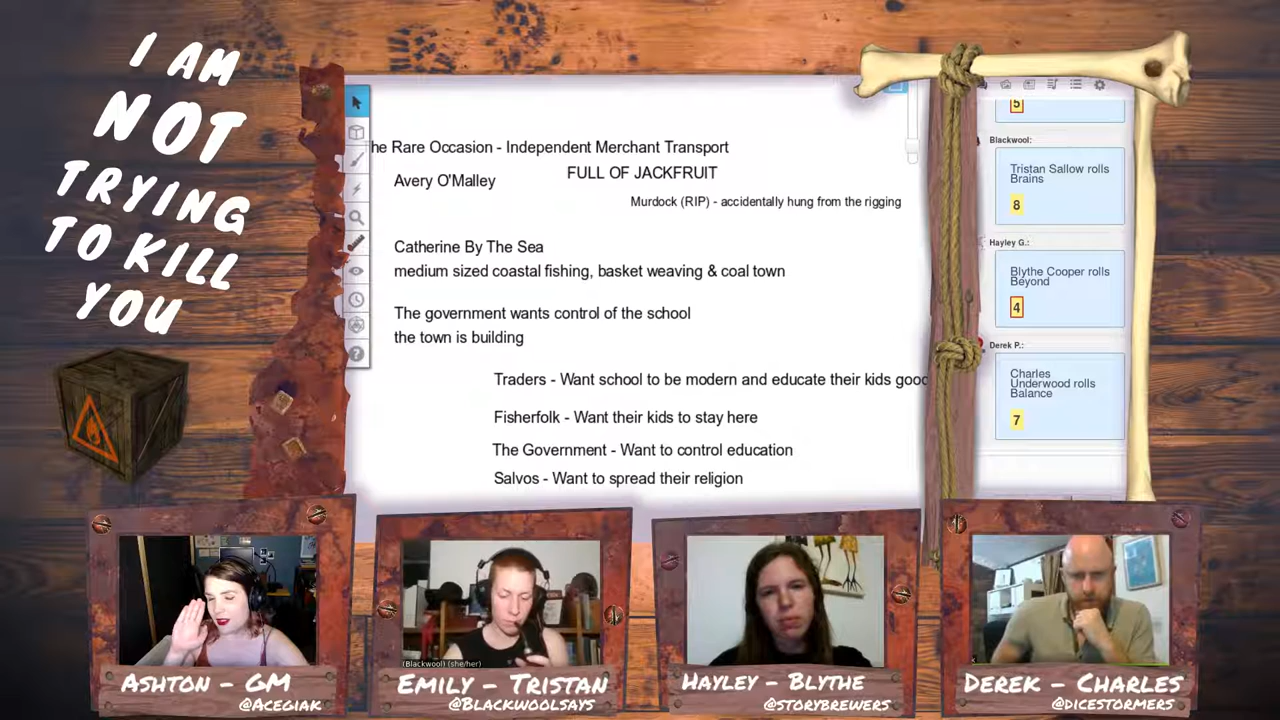 I AM
NOT
TRYING
TO KILL
YOU
he Rare Occasion - Independent Merchant Transport
FULL OF JACKFRUIT
Avery O'Malley
Murdock (RIP) - accidentally hung from the rigging
Catherine By The Sea
medium sized coastal fishing, basket weaving & coal town
The government wants control of the school
the town is building
Traders - Want school to be modern and educate their kids good
Fisherfolk - Want their kids to stay here
The Government - Want to control education
Salvos - Want to spread their religion
5
Blackwool:
Tristan Sallow rolls
Brains
8
Hayley G.:
Blythe Cooper rolls
Beyond
4
Derek P.:
Charles
Underwood rolls
Balance
7
(Blackwool) (she/her)
ASHTON - GM
@ACEGIAK
EMILY - TRISTAN
@BLACKWOOLSAYS
HAYLEY - BLYTHE
@STORYBREWERS
DEREK - CHARLES
@DICESTORMERS